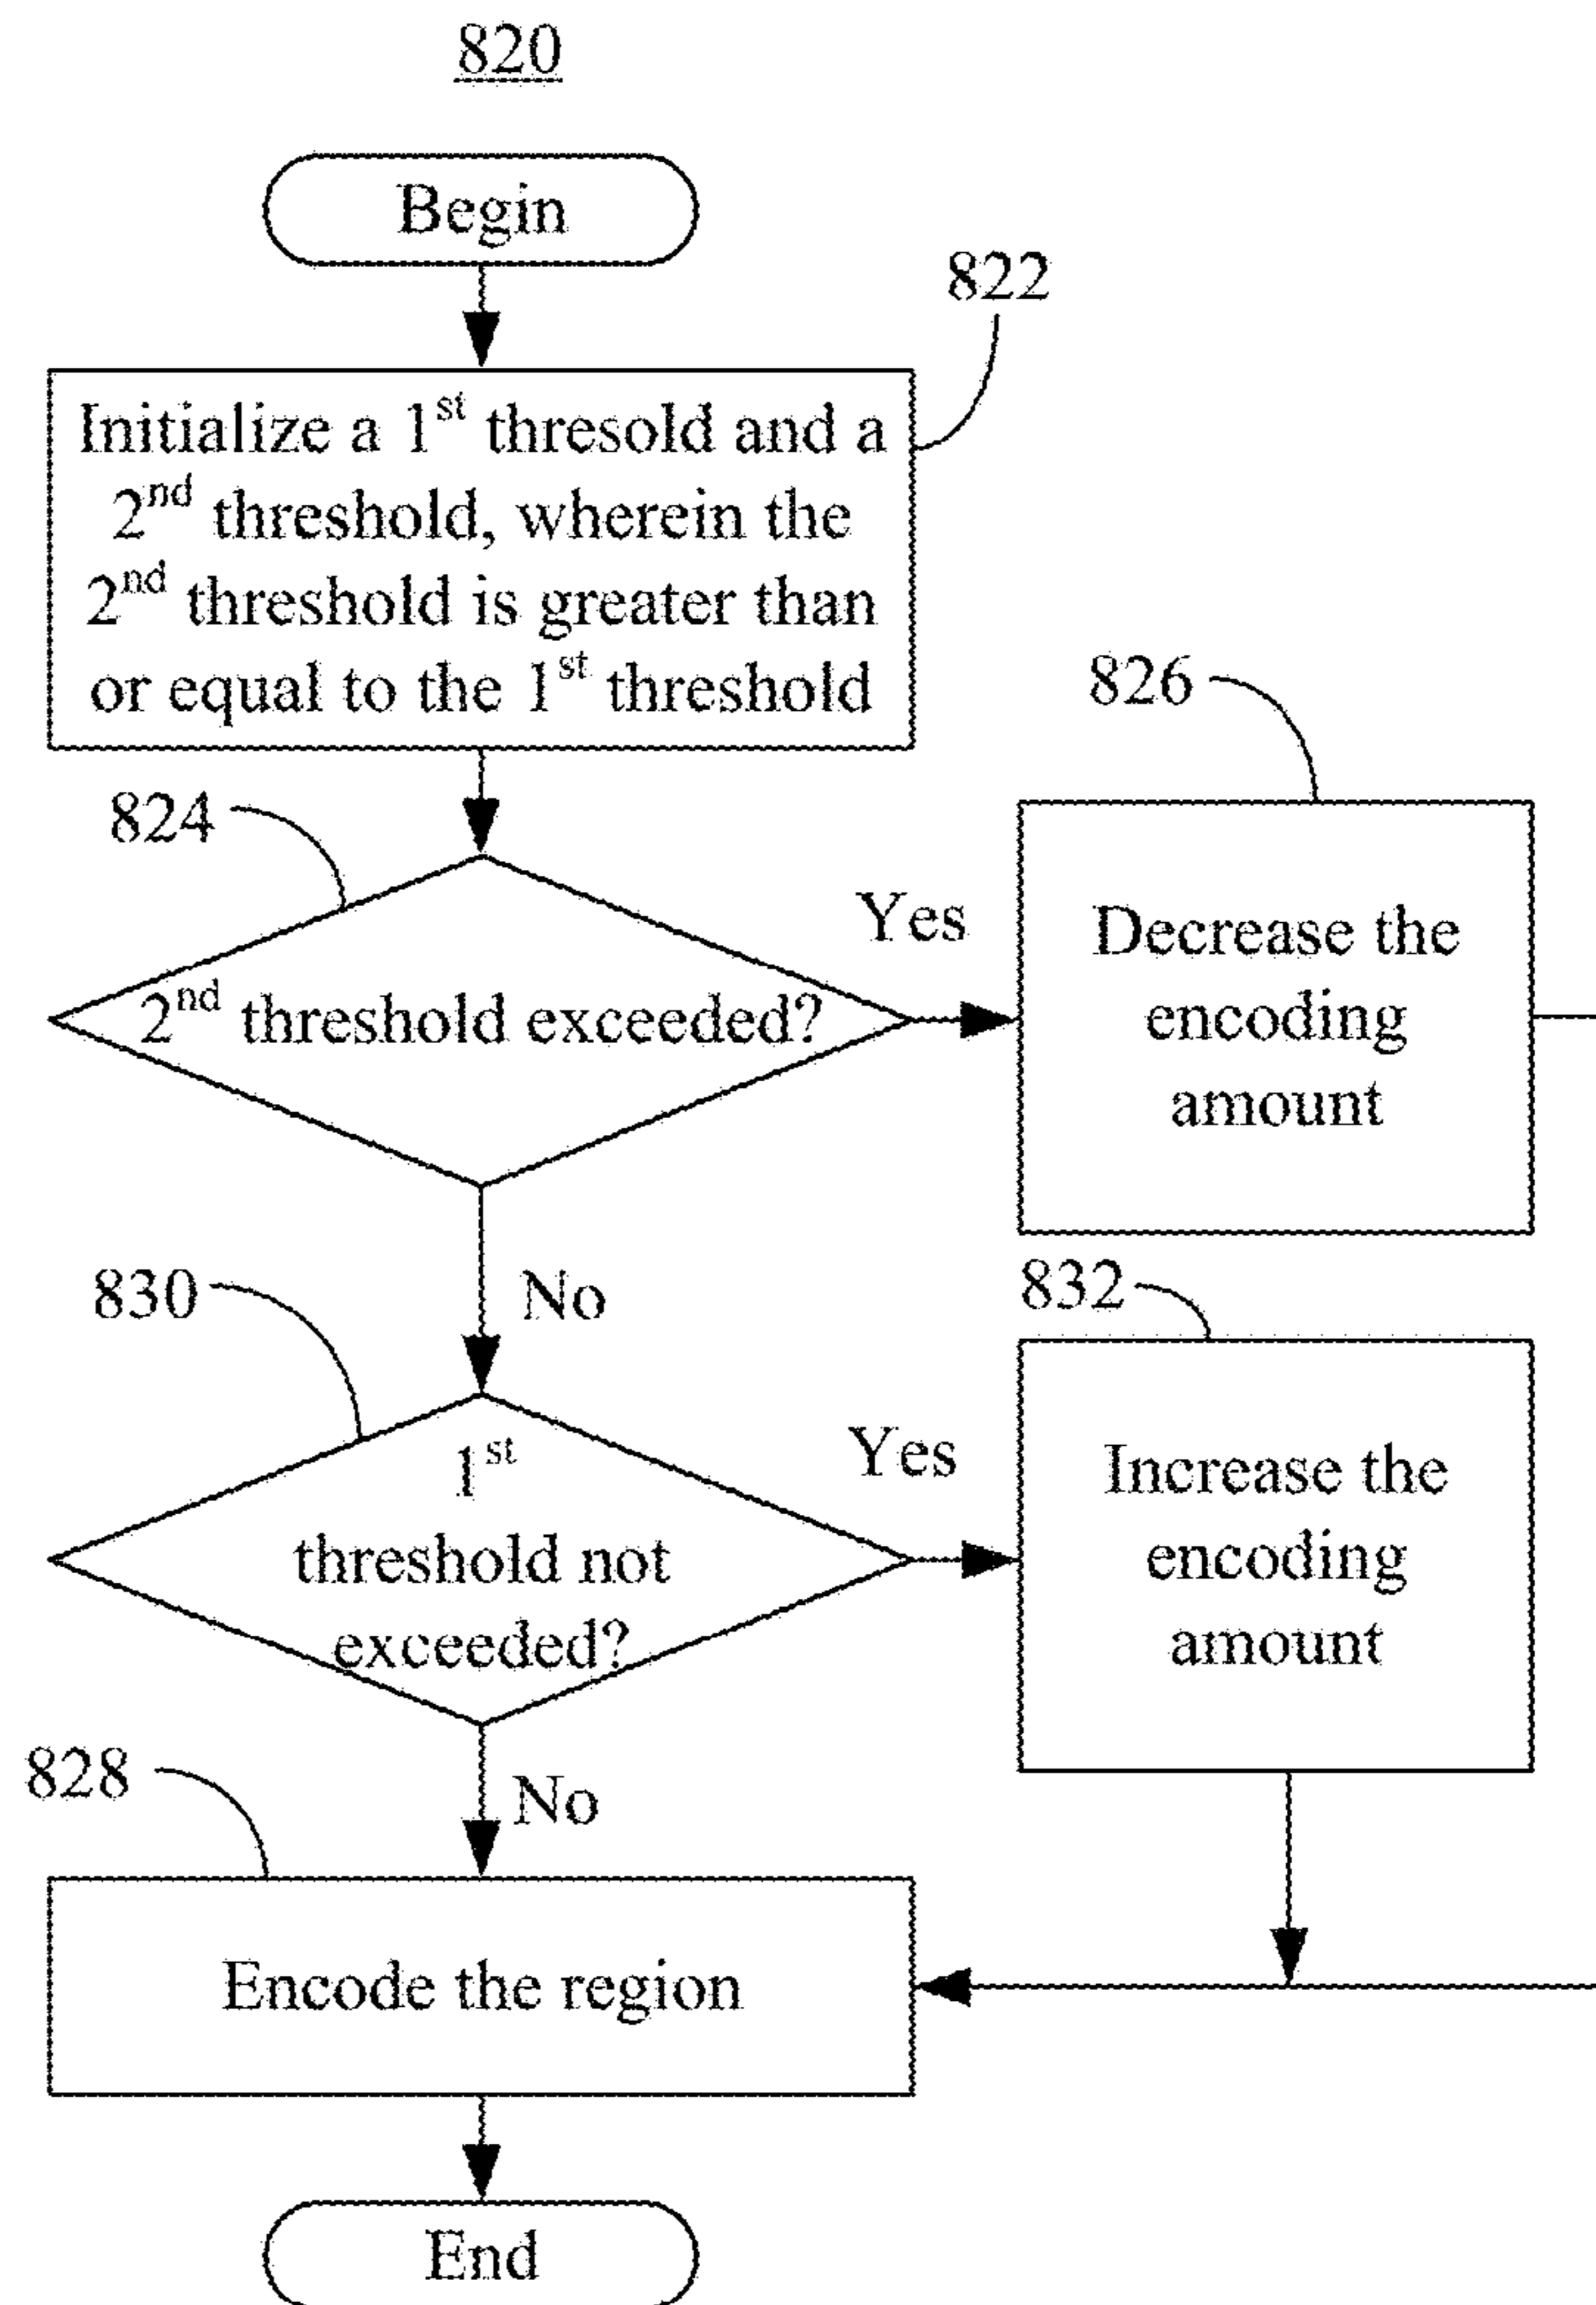 820
Begin
822
Initialize a 1st thresold and a
2nd threshold, wherein the
2nd threshold is greater than
or equal to the 1st threshold
826
824
Yes
Decrease the
encoding
amount
2nd threshold exceeded?
830
No
832
1st
threshold not
exceeded?
Yes
Increase the
encoding
amount
828
No
Encode the region
End